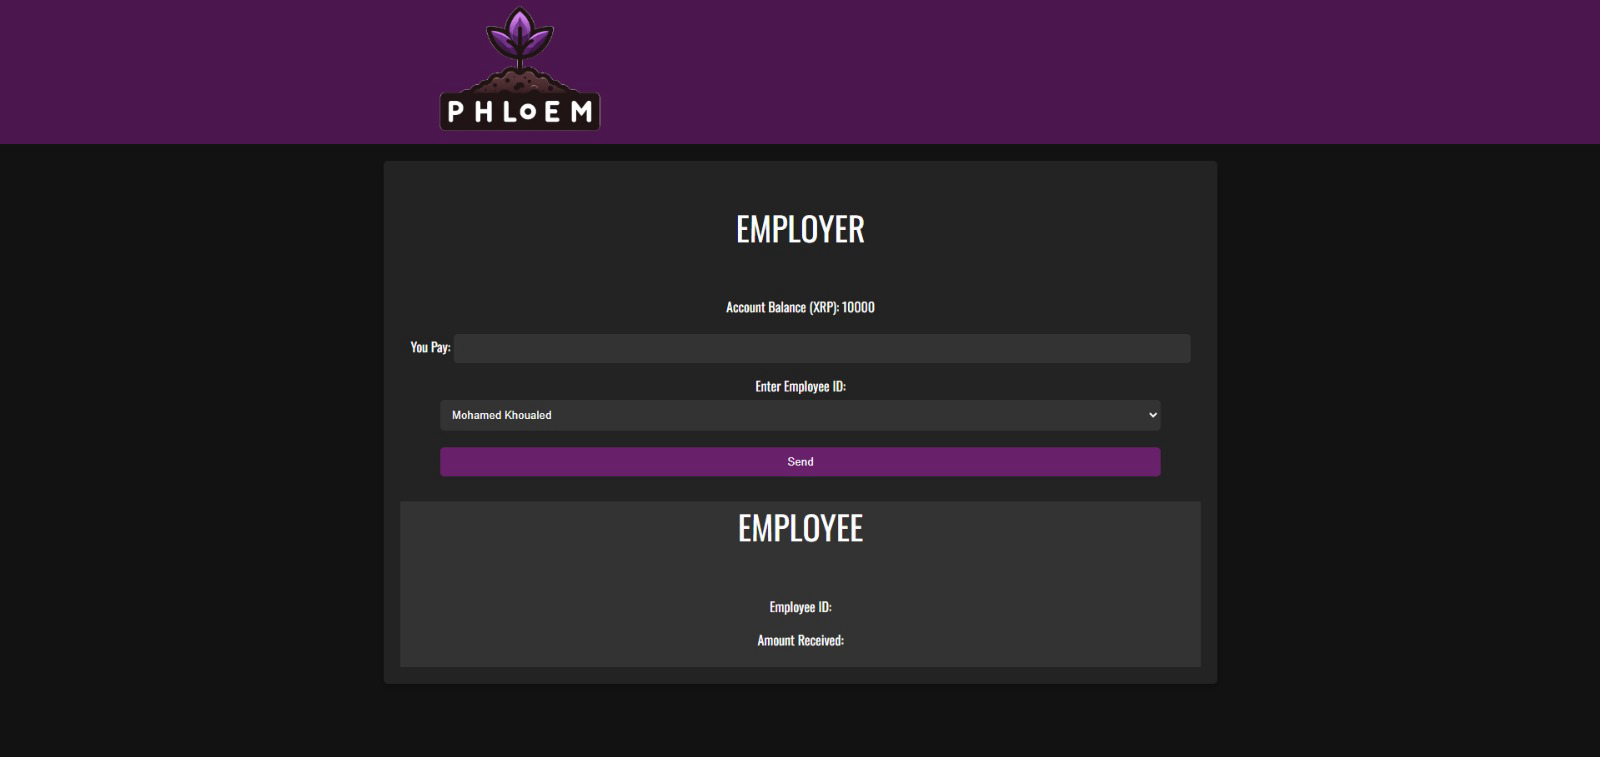 PHLOEM
EMPLOYER
Account Balance (XRP): 10000
You Pay:
Enter Employee ID:
Mohamed Khoualed
Send
EMPLOYEE
Employee ID:
Amount Received: